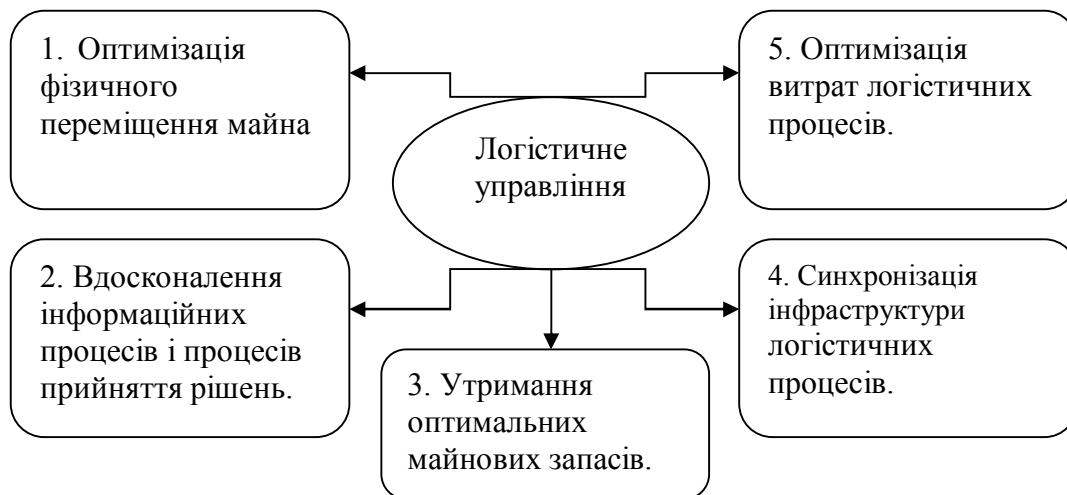 1. Оптимізація
фізичного
переміщення майна
5. Оптимізація
витрат логістичних
процесів.
Логістичне
управління
2. Вдосконалення
інформаційних
процесів і процесів
прийняття рішень.
3. Утримання
оптимальних
майнових запасів.
4. Синхронізація
інфраструктури
логістичних
процесів.